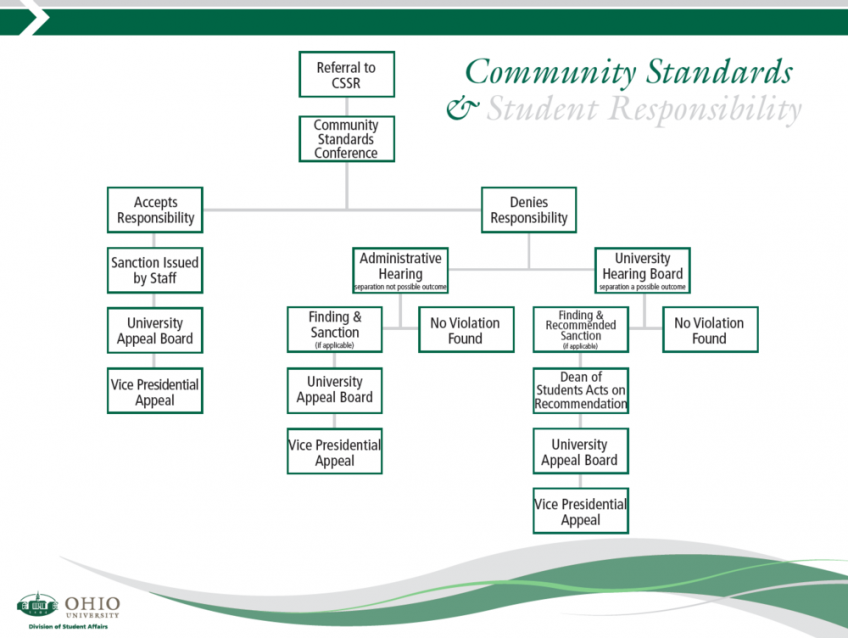 Community Standards
& Student Responsibility
Referral to
CSSR
Community
Standards
Conference
Accepts
Responsibility
Denies
Responsibility
Sanction Issued
by Staff
Administrative
Hearing
separation not possible outcome
University
Hearing Board
separation a possible outcome
University
Appeal Board
Finding &
Sanction
(if applicable)
No Violation
Found
Finding &
Recommended
Sanction
(if applicable)
No Violation
Found
Vice Presidential
Appeal
University
Appeal Board
Dean of
Students Acts on
Recommendation
Vice Presidential
Appeal
University
Appeal Board
Vice Presidential
Appeal
OHIO
UNIVERSITY
Division of Student Affairs